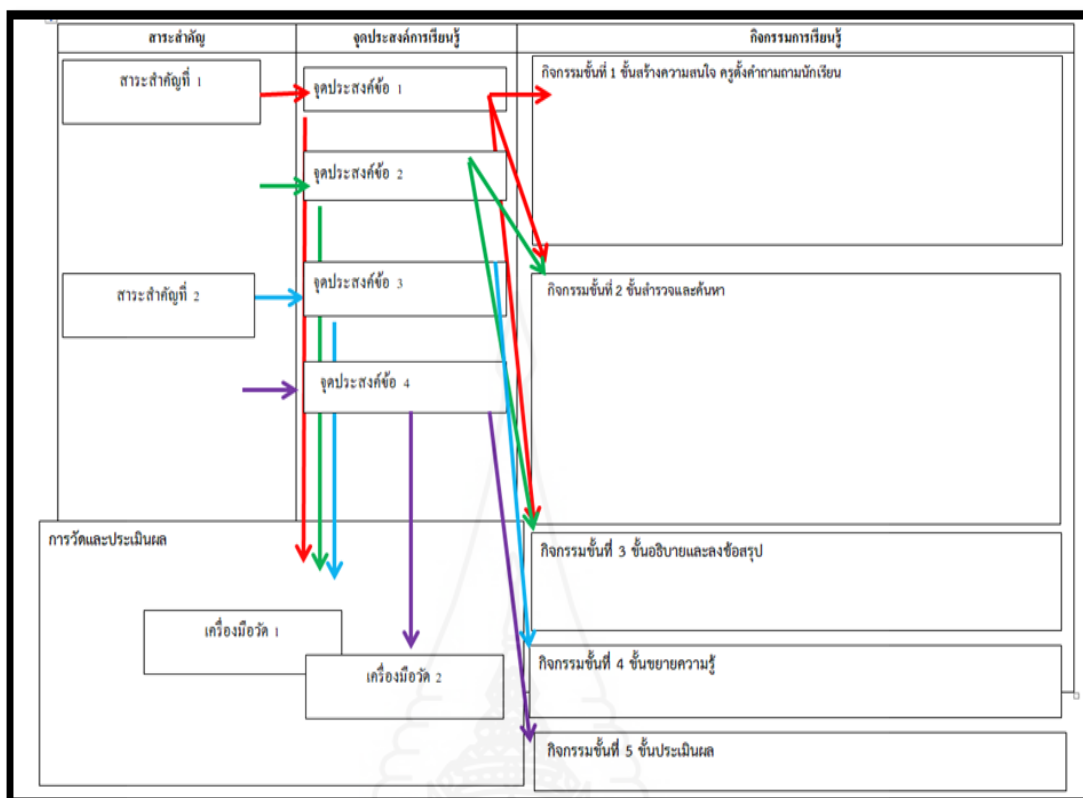 สาระสำคัญ
จุดประสงค์การเรียนรู้
กิจกรรมการเรียนรู้
สาระสำคัญที่ 1
จุดประสงค์ข้อ 1
กิจกรรมขั้นที่ 1 ขั้นสร้างความสนใจ ครูตั้งคำถามถามนักเรียน
จุดประสงค์ข้อ 2
สาระสำคัญที่ 2
จุดประสงค์ข้อ 3
กิจกรรมขั้นที่ 2 ขั้นสำรวจและค้นหา
จุดประสงค์ข้อ 4
การวัดและประเมินผล
กิจกรรมขั้นที่ 3 ขั้นอธิบายและลงข้อสรุป
เครื่องมือวัด 1
เครื่องมือวัด 2
กิจกรรมขั้นที่ 4 ขั้นขยายความรู้
กิจกรรมขั้นที่ 5 ขั้นประเมินผล